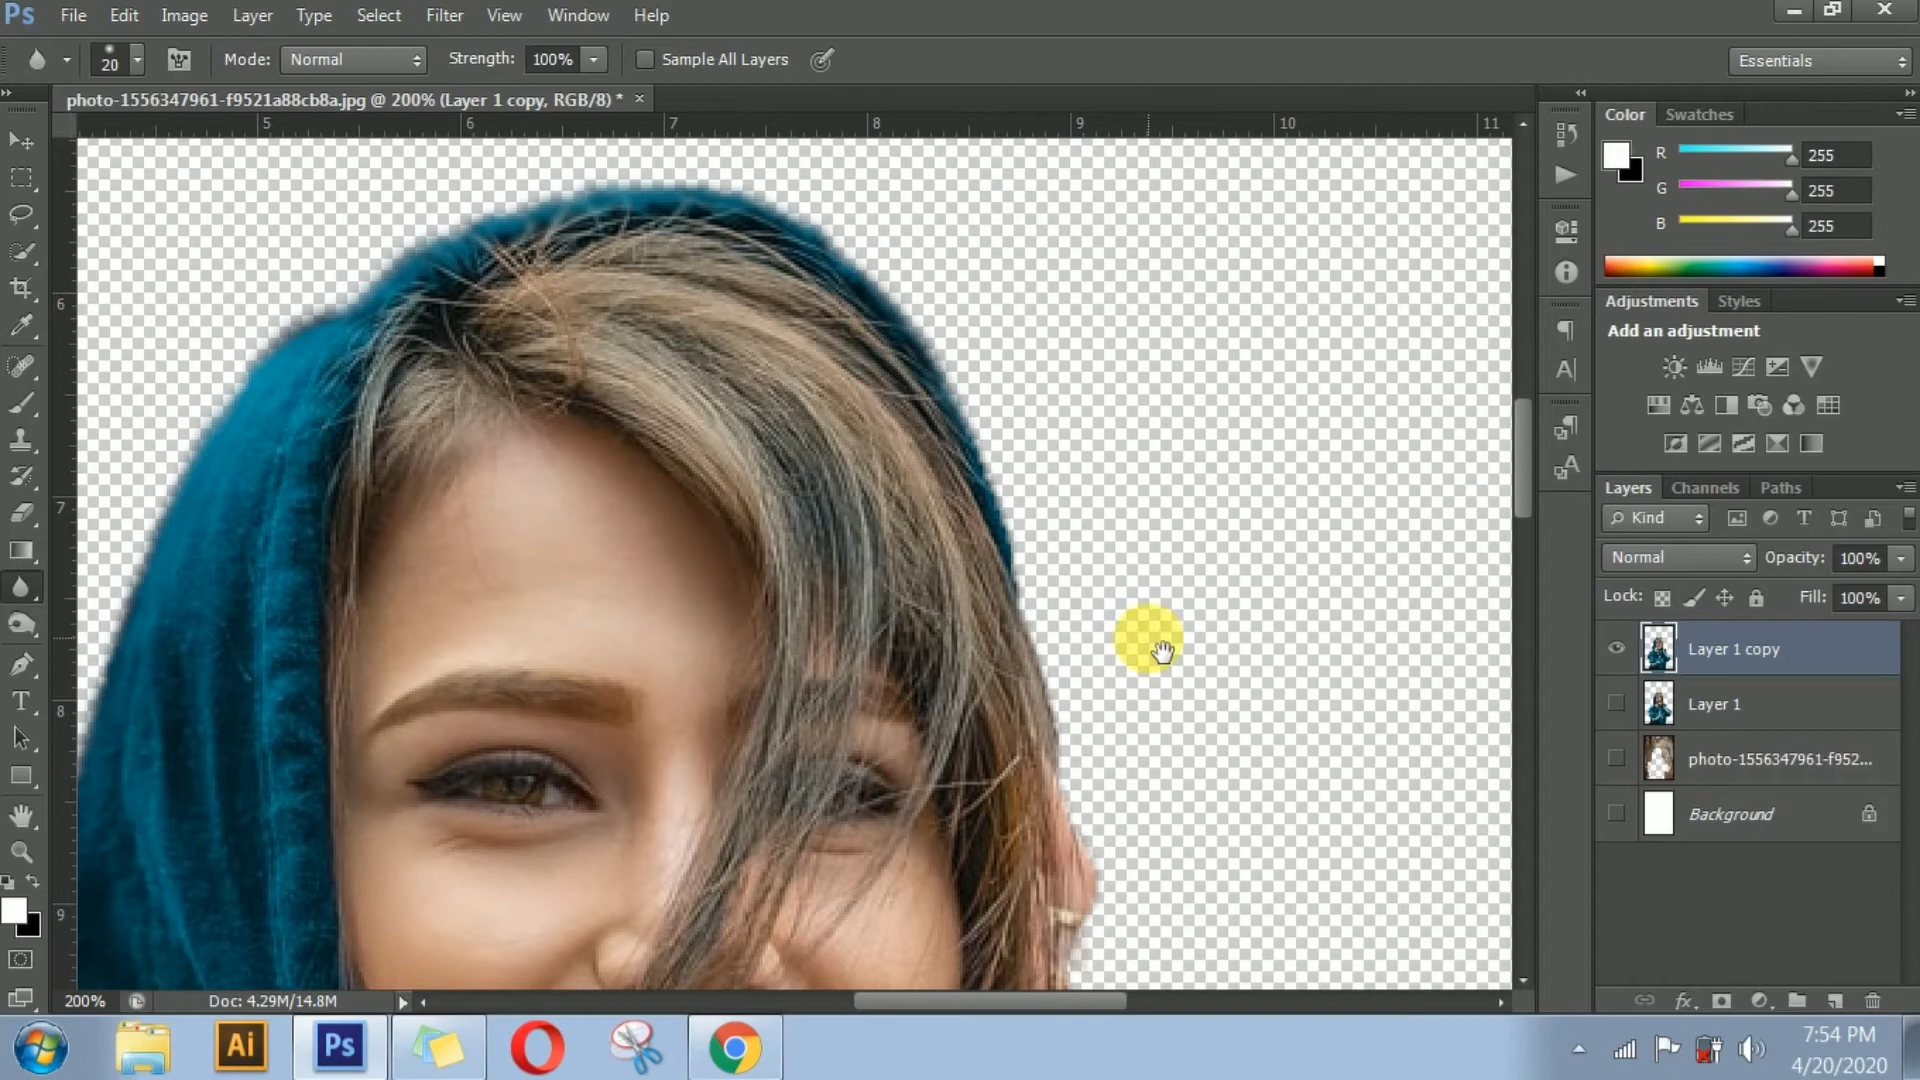 Ps File Edit Image Layer Type Select Filter View Window Help
20 Mode: Normal Strength: 100% Sample All Layers Essentials
photo-1556347961-f9521a88cb8a.jpg @ 200% (Layer 1 copy, RGB/8) * ×
5 6 7 8 9 10 11
6
7
8
9
Color Swatches
R 255
G 255
B 255
Adjustments Styles
Add an adjustment
Layers Channels Paths
Kind
Normal Opacity: 100%
Lock: Fill: 100%
Layer 1 copy
Layer 1
photo-1556347961-f952...
Background
200% Doc: 4.29M/14.8M
Ai Ps
7:54 PM
4/20/2020